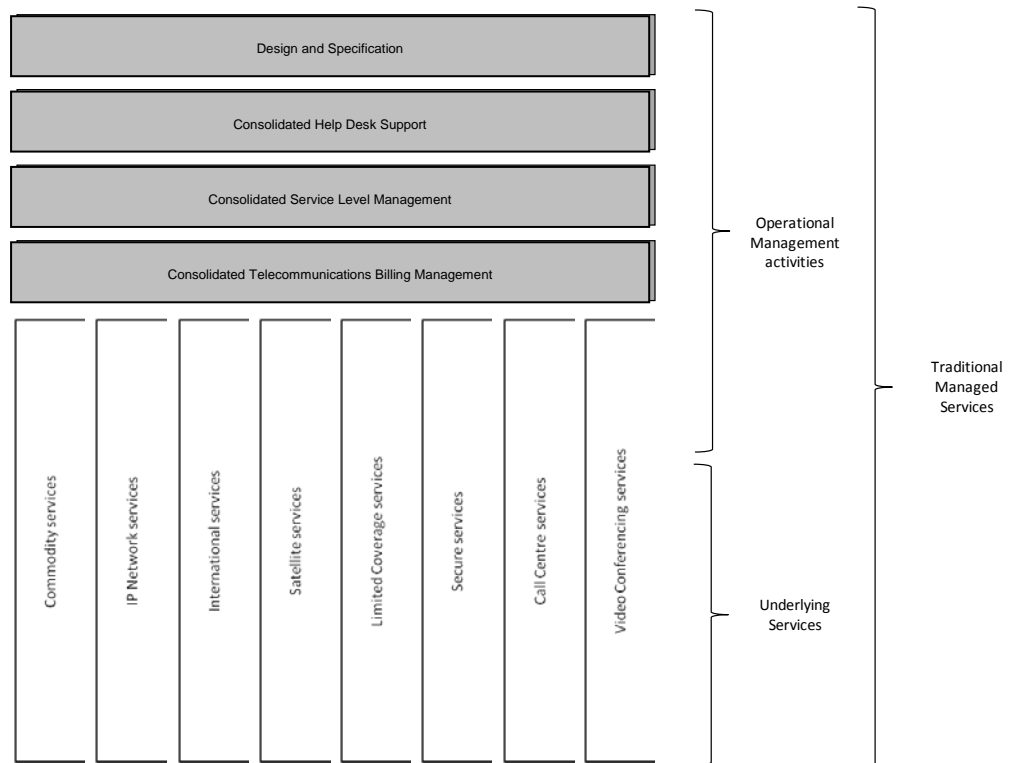 Design and Specification
Consolidated Help Desk Support
Consolidated Service Level Management
Consolidated Telecommunications Billing Management
Operational
Management
activities
Traditional
Managed
Services
Commodity services
IP Network services
International services
Satellite services
Limited Coverage services
Secure services
Call Centre services
Video Conferencing services
Underlying
Services